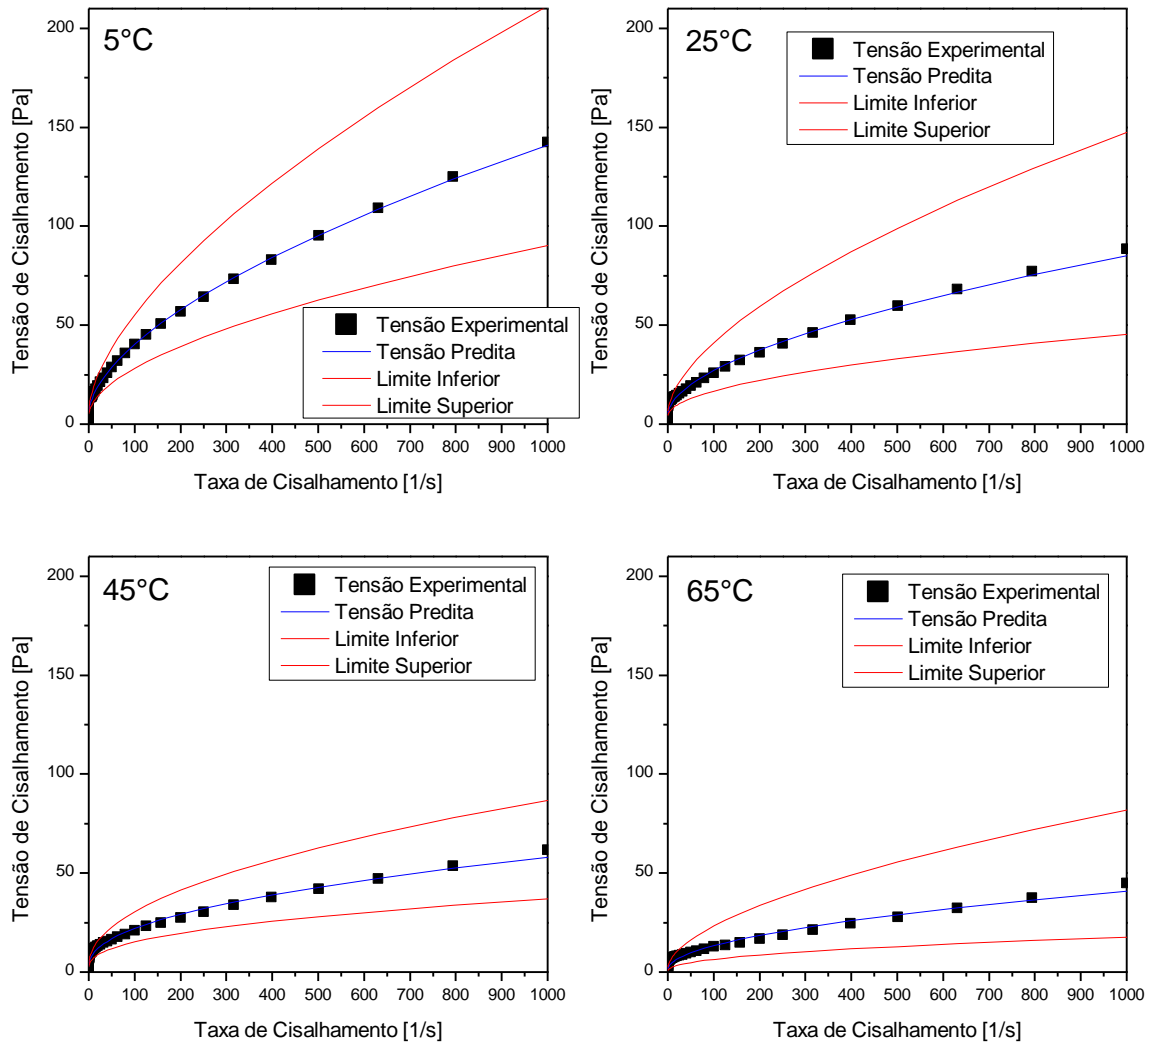 5°C
200
150
100
50
0
Tensão de Cisalhamento [Pa]
Tensão Experimental
Tensão Predita
Limite Inferior
Limite Superior
0 100 200 300 400 500 600 700 800 900 1000
Taxa de Cisalhamento [1/s]
25°C
200
150
100
50
0
Tensão de Cisalhamento [Pa]
Tensão Experimental
Tensão Predita
Limite Inferior
Limite Superior
0 100 200 300 400 500 600 700 800 900 1000
Taxa de Cisalhamento [1/s]
45°C
200
150
100
50
0
Tensão de Cisalhamento [Pa]
Tensão Experimental
Tensão Predita
Limite Inferior
Limite Superior
0 100 200 300 400 500 600 700 800 900 1000
Taxa de Cisalhamento [1/s]
65°C
200
150
100
50
0
Tensão de Cisalhamento [Pa]
Tensão Experimental
Tensão Predita
Limite Inferior
Limite Superior
0 100 200 300 400 500 600 700 800 900 1000
Taxa de Cisalhamento [1/s]